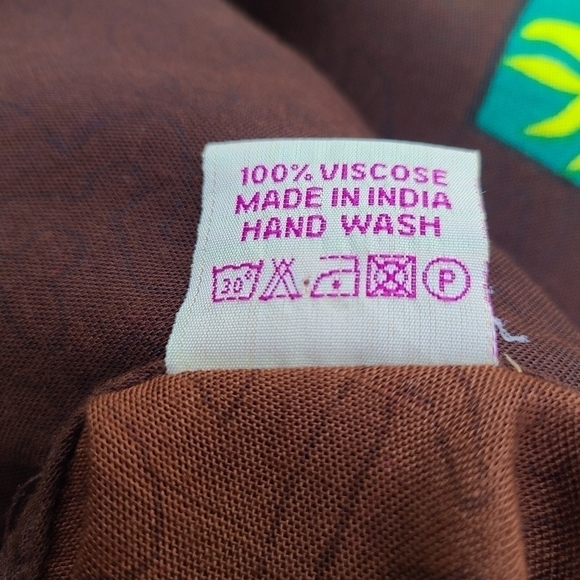 100% VISCOSE
MADE IN INDIA
HAND WASH
30° P